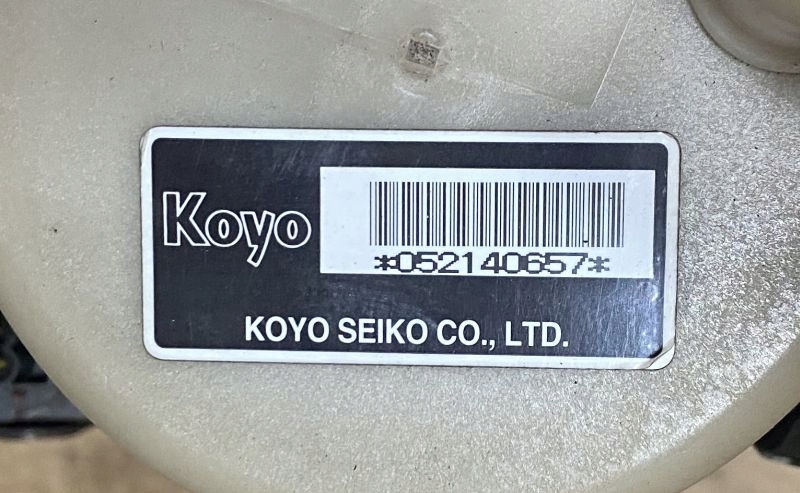 Koyo
*052140657*
KOYO SEIKO CO., LTD.